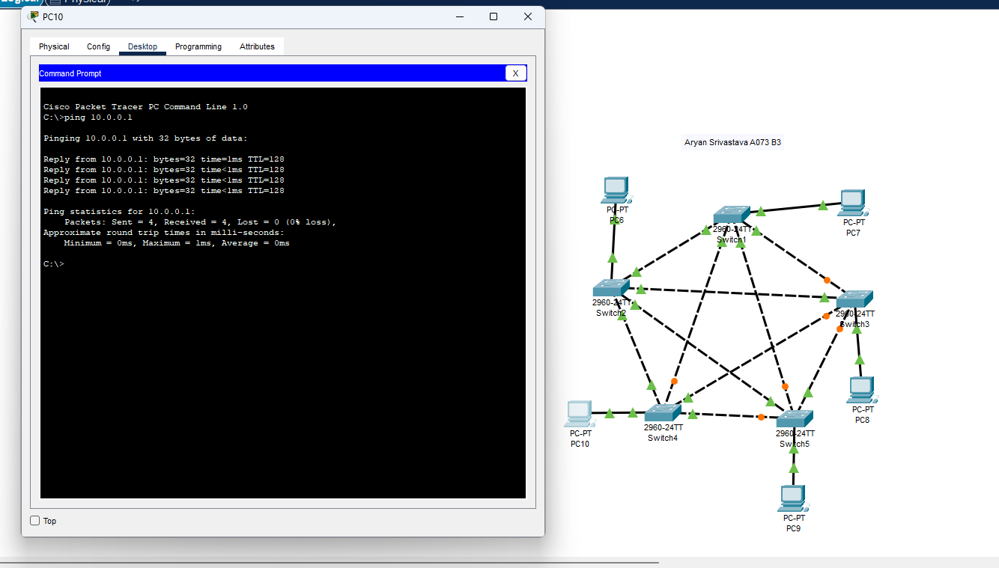 Logical
Physical
PC10
Physical Config Desktop Programming Attributes
Command Prompt X
Cisco Packet Tracer PC Command Line 1.0
C:\>ping 10.0.0.1
Pinging 10.0.0.1 with 32 bytes of data:
Reply from 10.0.0.1: bytes=32 time=1ms TTL=128
Reply from 10.0.0.1: bytes=32 time<1ms TTL=128
Reply from 10.0.0.1: bytes=32 time<1ms TTL=128
Reply from 10.0.0.1: bytes=32 time<1ms TTL=128
Ping statistics for 10.0.0.1:
Packets: Sent = 4, Received = 4, Lost = 0 (0% loss),
Approximate round trip times in milli-seconds:
Minimum = 0ms, Maximum = 1ms, Average = 0ms
C:\>
Top
Aryan Srivastava A073 B3
PC-PT
PC6
PC-PT
PC7
2960-24TT
Switch1
2960-24TT
Switch2
2960-24TT
Switch3
PC-PT
PC8
PC-PT
PC10
2960-24TT
Switch4
2960-24TT
Switch5
PC-PT
PC9